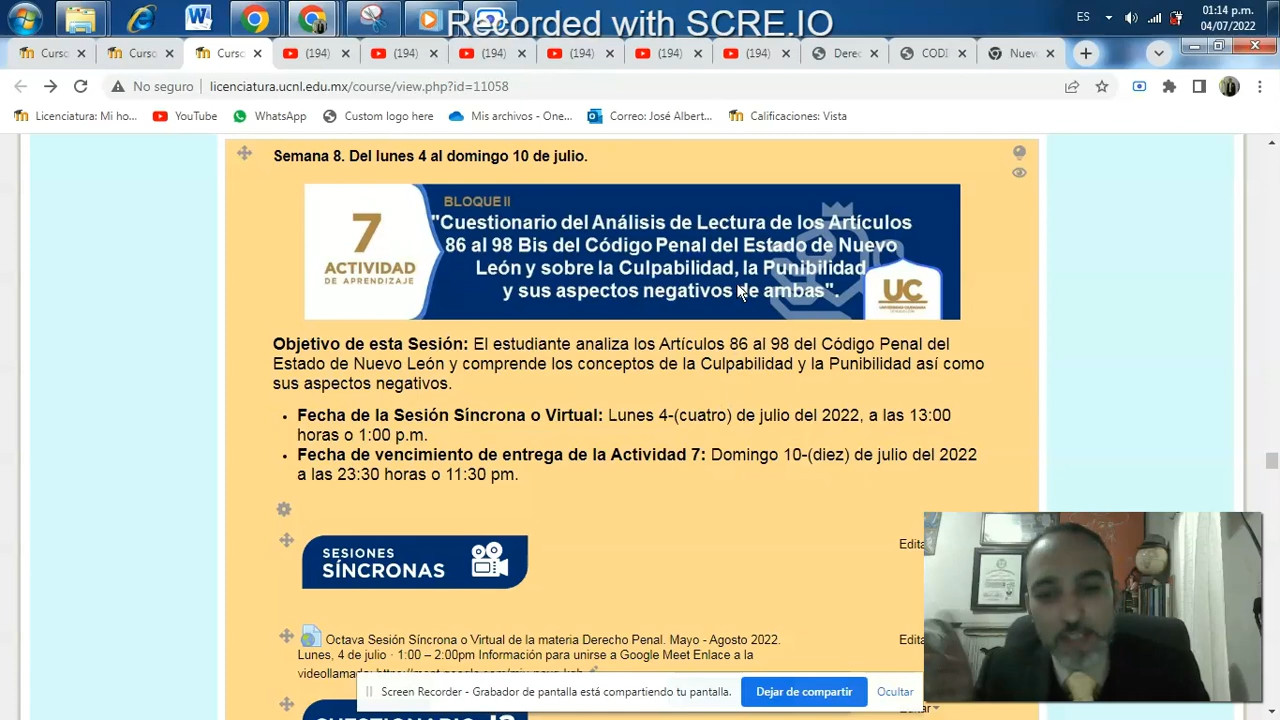 Recorded with SCRE.IO
ES
01:14 p.m.
04/07/2022
Curso
Curso
Curso
(194)
(194)
(194)
(194)
(194)
(194)
Derec
CODI
Nuev
No seguro
licenciatura.ucnl.edu.mx/course/view.php?id=11058
Licenciatura: Mi ho...
YouTube
WhatsApp
Custom logo here
Mis archivos - One...
Correo: José Albert...
Calificaciones: Vista
Semana 8. Del lunes 4 al domingo 10 de julio.
7
ACTIVIDAD
DE APRENDIZAJE
BLOQUE II
"Cuestionario del Análisis de Lectura de los Artículos
86 al 98 Bis del Código Penal del Estado de Nuevo
León y sobre la Culpabilidad, la Punibilidad
y sus aspectos negativos de ambas".
UC
Objetivo de esta Sesión: El estudiante analiza los Artículos 86 al 98 del Código Penal del
Estado de Nuevo León y comprende los conceptos de la Culpabilidad y la Punibilidad así como
sus aspectos negativos.
• Fecha de la Sesión Síncrona o Virtual: Lunes 4-(cuatro) de julio del 2022, a las 13:00
horas o 1:00 p.m.
• Fecha de vencimiento de entrega de la Actividad 7: Domingo 10-(diez) de julio del 2022
a las 23:30 horas o 11:30 pm.
SESIONES
SÍNCRONAS
Edita
Octava Sesión Síncrona o Virtual de la materia Derecho Penal. Mayo - Agosto 2022.
Edita
Lunes, 4 de julio · 1:00 – 2:00pm Información para unirse a Google Meet Enlace a la
videollamada:
Screen Recorder - Grabador de pantalla está compartiendo tu pantalla.
Dejar de compartir
Ocultar